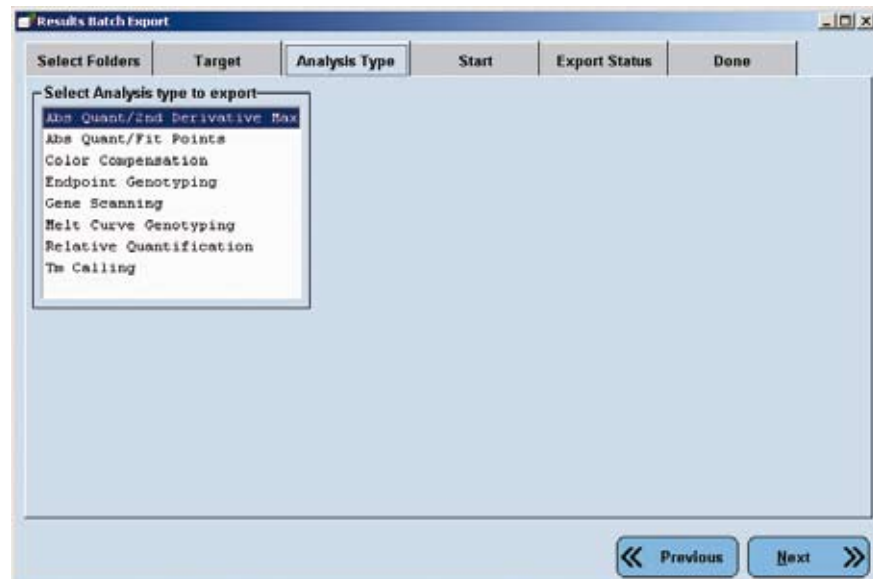 Results Batch Export
Select Folders Target Analysis Type Start Export Status Done
Select Analysis type to export
Abs Quant/2nd Derivative Max
Abs Quant/Fit Points
Color Compensation
Endpoint Genotyping
Gene Scanning
Melt Curve Genotyping
Relative Quantification
Tm Calling
Previous Next